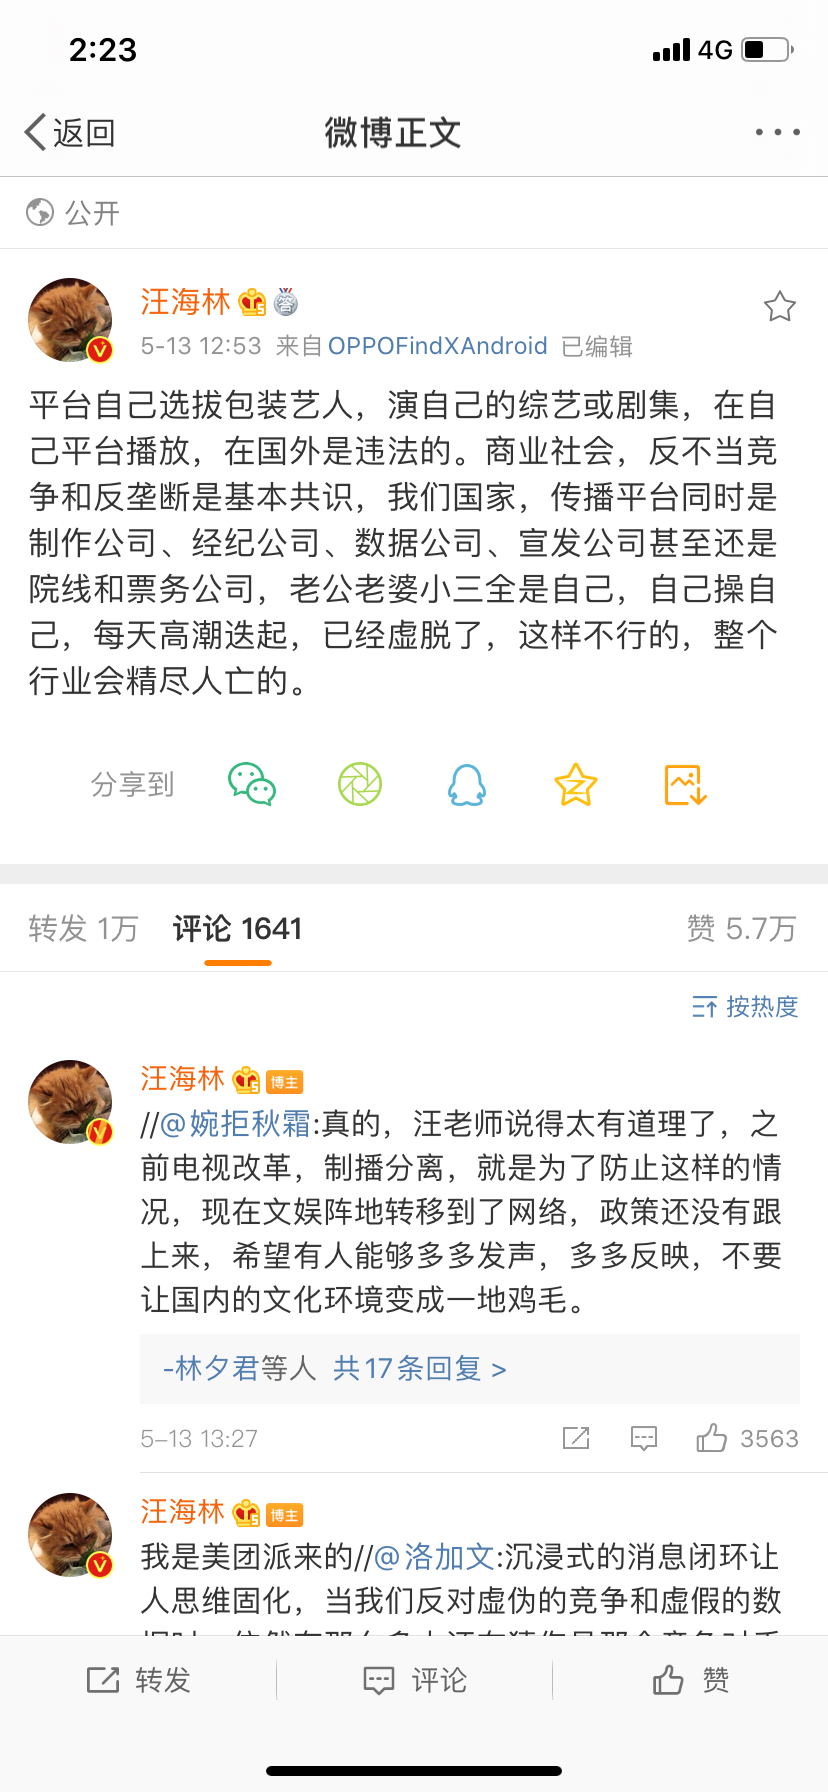 2:23
4G
返回
微博正文
公开
汪海林
5-13 12:53 来自 OPPOFindXAndroid 已编辑
平台自己选拔包装艺人，演自己的综艺或剧集，在自
己平台播放，在国外是违法的。商业社会，反不当竞
争和反垄断是基本共识，我们国家，传播平台同时是
制作公司、经纪公司、数据公司、宣发公司甚至还是
院线和票务公司，老公老婆小三全是自己，自己操自
己，每天高潮迭起，已经虚脱了，这样不行的，整个
行业会精尽人亡的。
分享到
转发 1万 评论 1641 赞 5.7万
按热度
汪海林 博主
//@婉拒秋霜:真的，汪老师说得太有道理了，之
前电视改革，制播分离，就是为了防止这样的情
况，现在文娱阵地转移到了网络，政策还没有跟
上来，希望有人能够多多发声，多多反映，不要
让国内的文化环境变成一地鸡毛。
-林夕君等人 共17条回复 >
5-13 13:27 3563
汪海林 博主
我是美团派来的//@洛加文:沉浸式的消息闭环让
人思维固化，当我们反对虚伪的竞争和虚假的数
转发 评论 赞